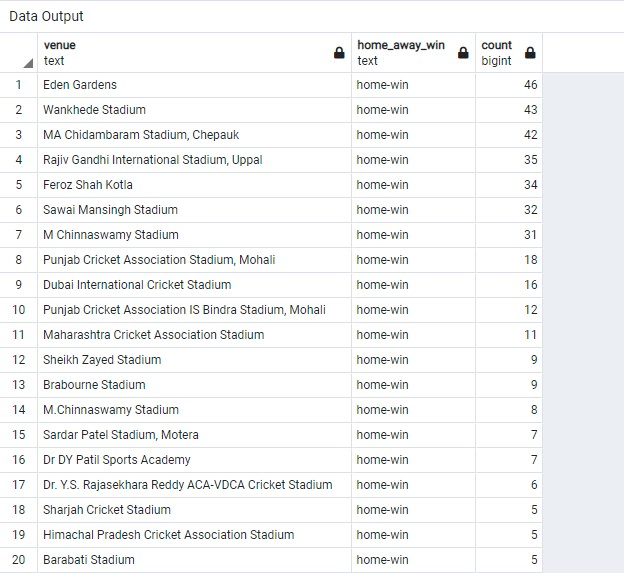 Data Output
venue home_away_win count
text text bigint
1 Eden Gardens home-win 46
2 Wankhede Stadium home-win 43
3 MA Chidambaram Stadium, Chepauk home-win 42
4 Rajiv Gandhi International Stadium, Uppal home-win 35
5 Feroz Shah Kotla home-win 34
6 Sawai Mansingh Stadium home-win 32
7 M Chinnaswamy Stadium home-win 31
8 Punjab Cricket Association Stadium, Mohali home-win 18
9 Dubai International Cricket Stadium home-win 16
10 Punjab Cricket Association IS Bindra Stadium, Mohali home-win 12
11 Maharashtra Cricket Association Stadium home-win 11
12 Sheikh Zayed Stadium home-win 9
13 Brabourne Stadium home-win 9
14 M.Chinnaswamy Stadium home-win 8
15 Sardar Patel Stadium, Motera home-win 7
16 Dr DY Patil Sports Academy home-win 7
17 Dr. Y.S. Rajasekhara Reddy ACA-VDCA Cricket Stadium home-win 6
18 Sharjah Cricket Stadium home-win 5
19 Himachal Pradesh Cricket Association Stadium home-win 5
20 Barabati Stadium home-win 5